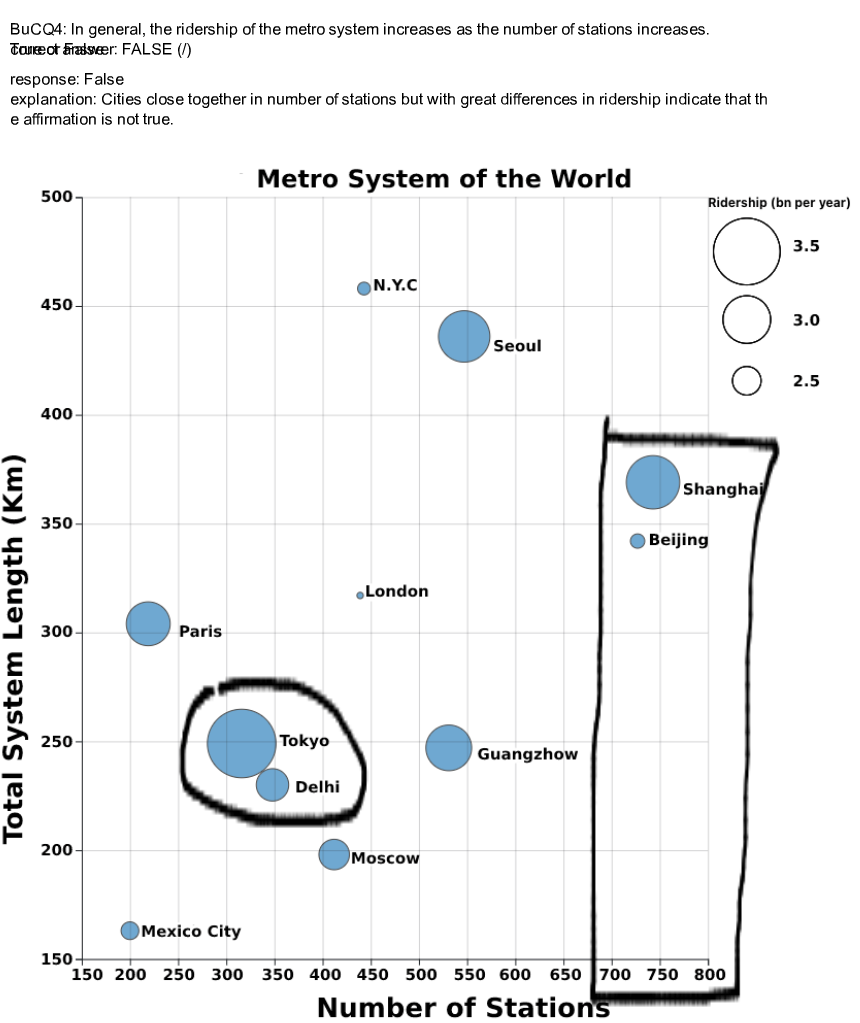 BuCQ4: In general, the ridership of the metro system increases as the number of stations increases.
True or False
Correct answer: FALSE (/)
response: False
explanation: Cities close together in number of stations but with great differences in ridership indicate that th
e affirmation is not true.
Metro System of the World
Ridership (bn per year)
3.5
3.0
2.5
500
450
400
350
300
250
200
150
Total System Length (Km)
N.Y.C
Seoul
Shanghai
Beijing
London
Paris
Tokyo
Guangzhow
Delhi
Moscow
Mexico City
150 200 250 300 350 400 450 500 550 600 650 700 750 800
Number of Stations